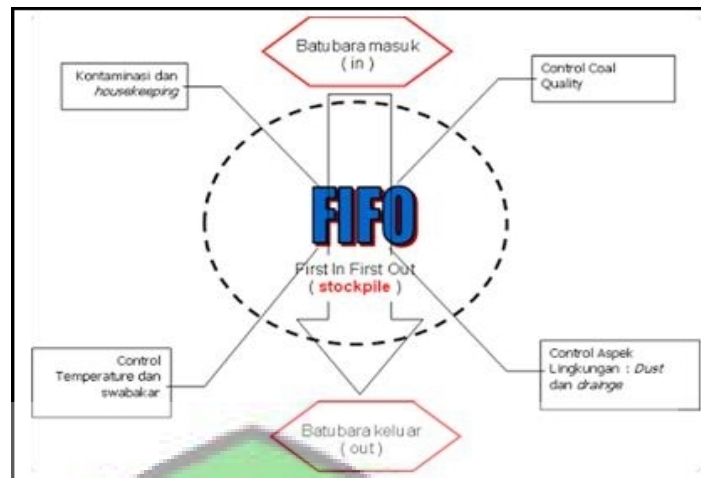 Batubara masuk
( in )
Kontaminasi dan
housekeeping
Control Coal
Quality
FIFO
First In First Out
( stockpile )
Control
Temperature dan
swabakar
Control Aspek
Lingkungan : Dust
dan drainge
Batubara keluar
( out )